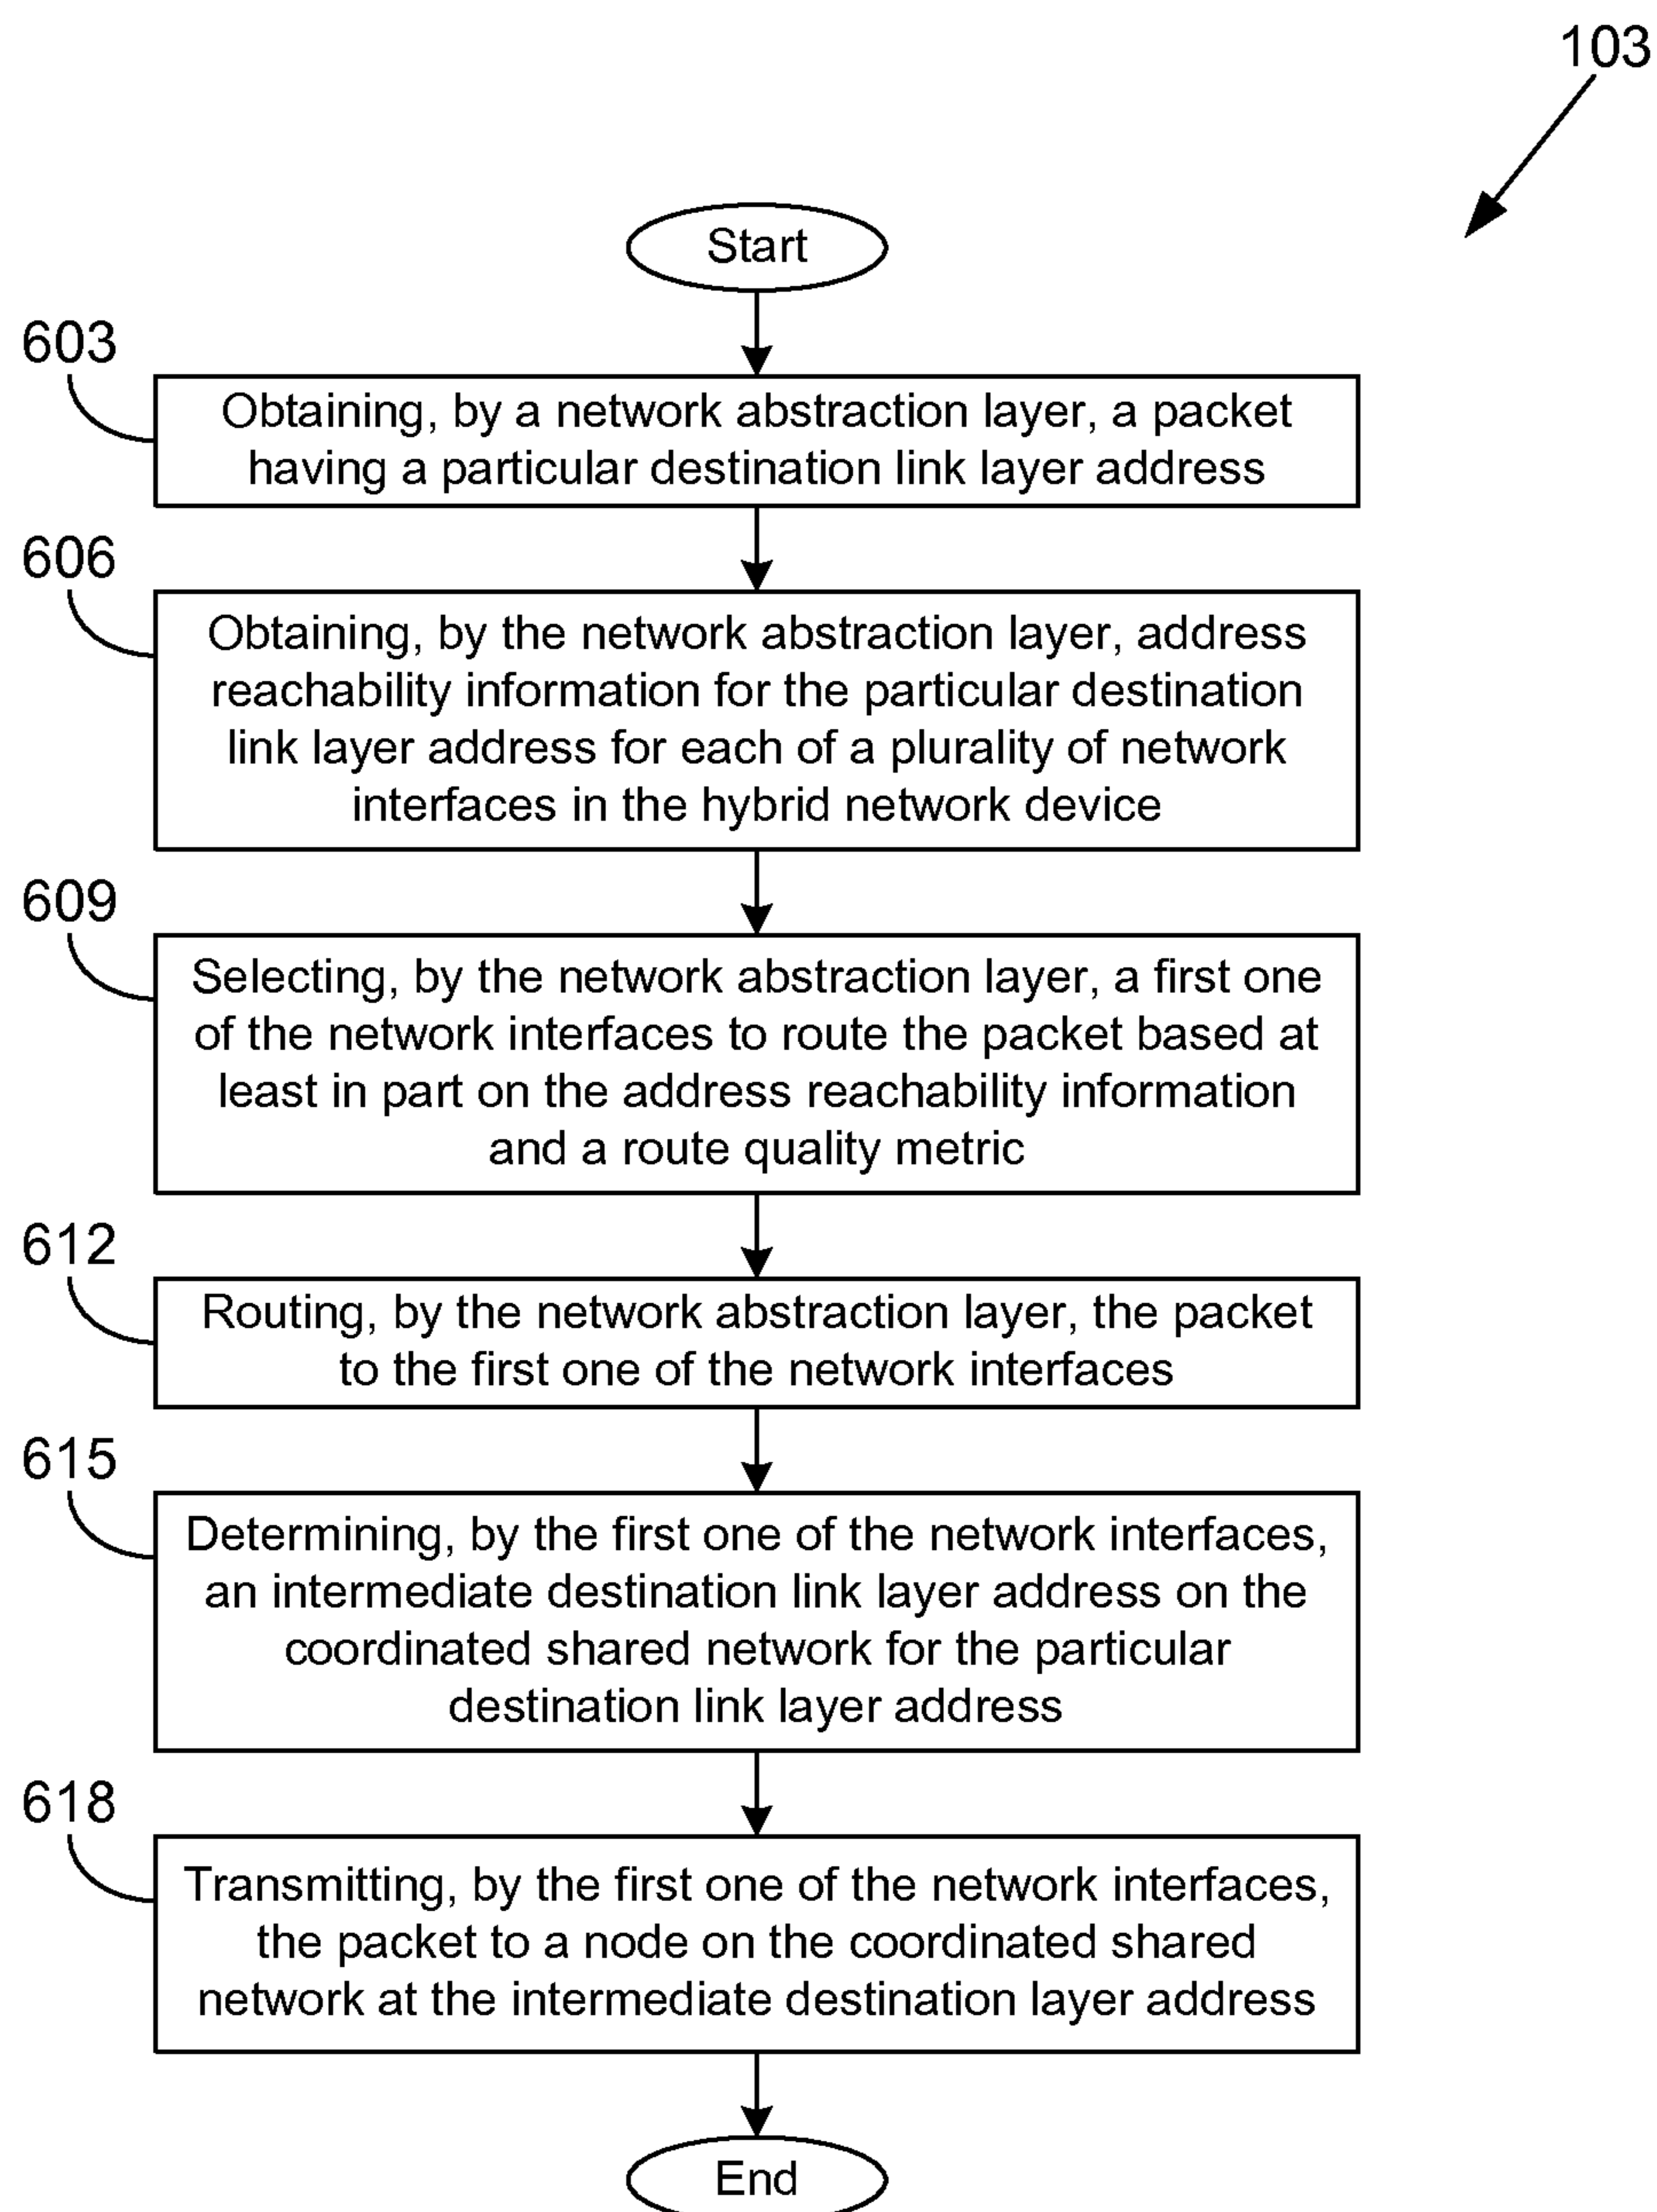 103
Start
603
Obtaining, by a network abstraction layer, a packet
having a particular destination link layer address
606
Obtaining, by the network abstraction layer, address
reachability information for the particular destination
link layer address for each of a plurality of network
interfaces in the hybrid network device
609
Selecting, by the network abstraction layer, a first one
of the network interfaces to route the packet based at
least in part on the address reachability information
and a route quality metric
612
Routing, by the network abstraction layer, the packet
to the first one of the network interfaces
615
Determining, by the first one of the network interfaces,
an intermediate destination link layer address on the
coordinated shared network for the particular
destination link layer address
618
Transmitting, by the first one of the network interfaces,
the packet to a node on the coordinated shared
network at the intermediate destination layer address
End